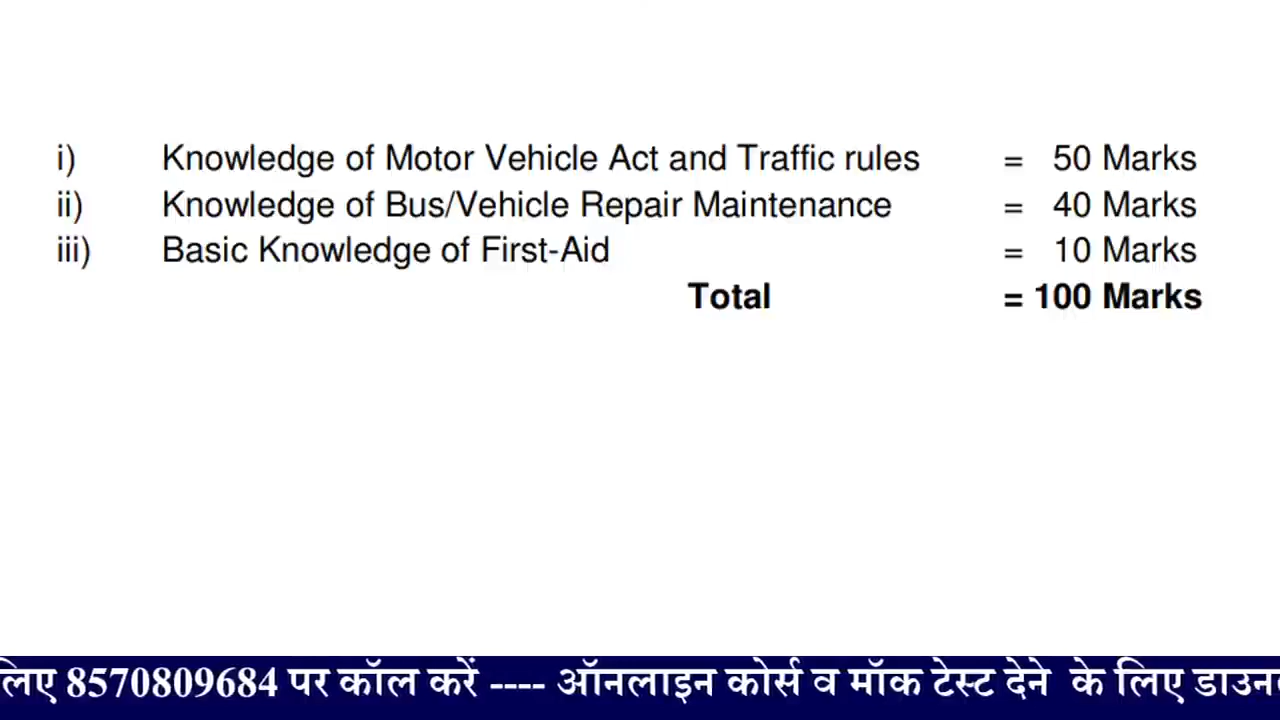 i) Knowledge of Motor Vehicle Act and Traffic rules = 50 Marks
ii) Knowledge of Bus/Vehicle Repair Maintenance = 40 Marks
iii) Basic Knowledge of First-Aid = 10 Marks
Total = 100 Marks
लिए 8570809684 पर कॉल करें ---- ऑनलाइन कोर्स व मॉक टेस्ट देने के लिए